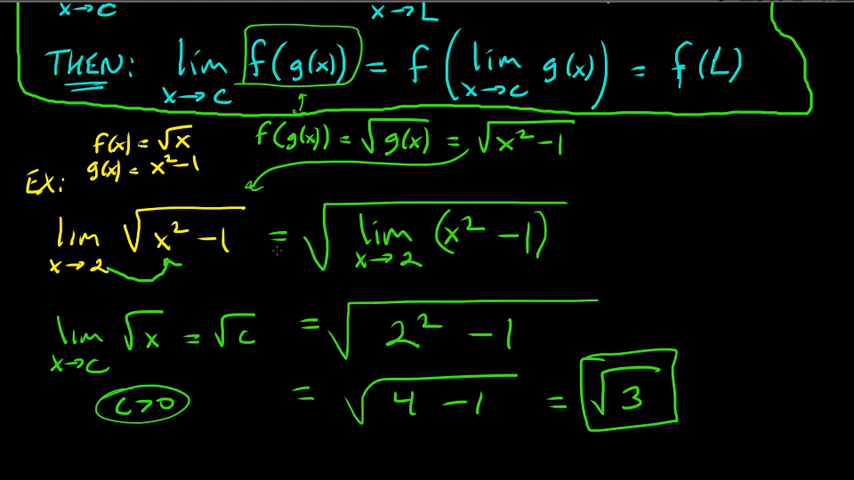 x→c x→L
THEN: lim x→c f(g(x)) = f(lim x→c g(x)) = f(L)
f(x) = √x f(g(x)) = √g(x) = √x² - 1
g(x) = x² - 1
EX:
lim x→2 √x² - 1 = √lim x→2 (x² - 1)
lim x→c √x = √c = √2² - 1
c>0 = √4 - 1 = √3